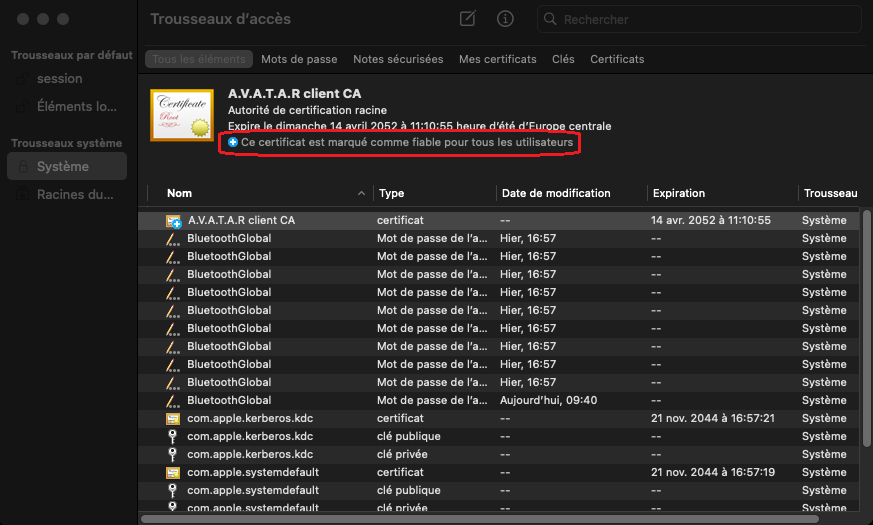 Trousseaux d'accès
Rechercher
Trousseaux par défaut
session
Éléments lo...
Trousseaux système
Système
Racines du...
Tous les éléments Mots de passe Notes sécurisées Mes certificats Clés Certificats
Certificate
Root
A.V.A.T.A.R client CA
Autorité de certification racine
Expire le dimanche 14 avril 2052 à 11:10:55 heure d'été d'Europe centrale
Ce certificat est marqué comme fiable pour tous les utilisateurs
Nom Type Date de modification Expiration Trousseau
A.V.A.T.A.R client CA certificat -- 14 avr. 2052 à 11:10:55 Système
BluetoothGlobal Mot de passe de l'a... Hier, 16:57 -- Système
BluetoothGlobal Mot de passe de l'a... Hier, 16:57 -- Système
BluetoothGlobal Mot de passe de l'a... Hier, 16:57 -- Système
BluetoothGlobal Mot de passe de l'a... Hier, 16:57 -- Système
BluetoothGlobal Mot de passe de l'a... Hier, 16:57 -- Système
BluetoothGlobal Mot de passe de l'a... Hier, 16:57 -- Système
BluetoothGlobal Mot de passe de l'a... Hier, 16:57 -- Système
BluetoothGlobal Mot de passe de l'a... Hier, 16:57 -- Système
BluetoothGlobal Mot de passe de l'a... Hier, 16:57 -- Système
BluetoothGlobal Mot de passe de l'a... Aujourd'hui, 09:40 -- Système
com.apple.kerberos.kdc certificat -- 21 nov. 2044 à 16:57:21 Système
com.apple.kerberos.kdc clé publique -- -- Système
com.apple.kerberos.kdc clé privée -- -- Système
com.apple.systemdefault certificat -- 21 nov. 2044 à 16:57:19 Système
com.apple.systemdefault clé publique -- -- Système
com.apple.systemdefault clé privée -- -- Système